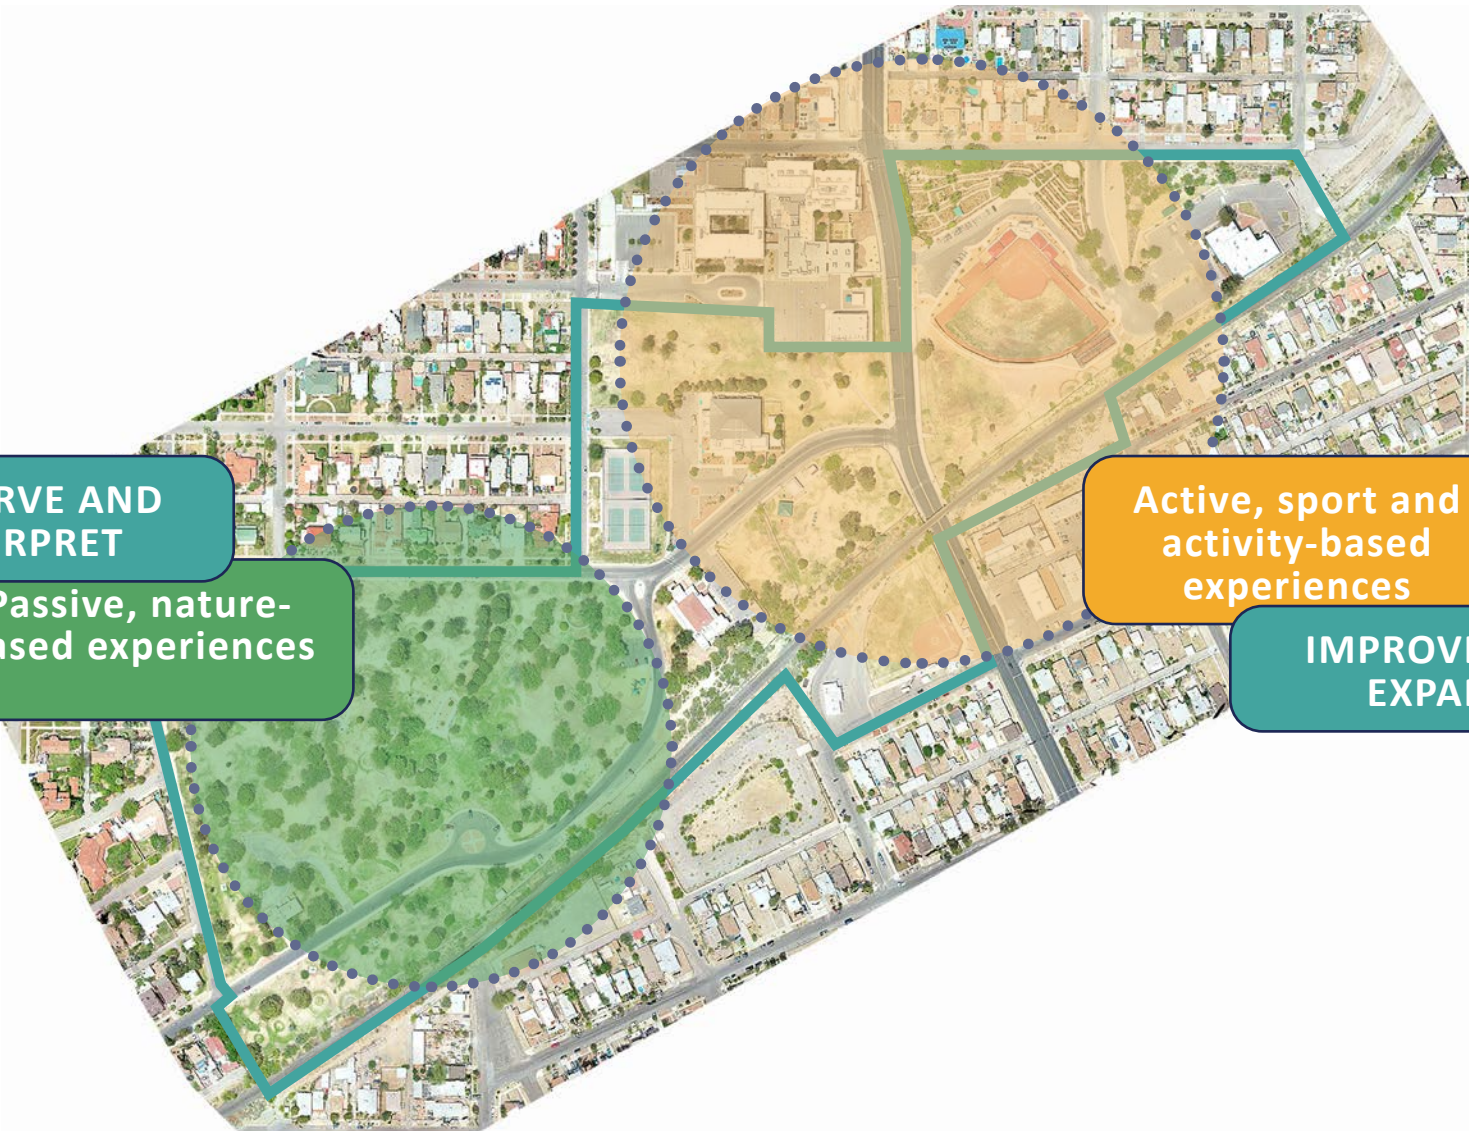 RVE AND
RPRET
Passive, nature-
ased experiences
Active, sport and
activity-based
experiences
IMPROV
EXPA